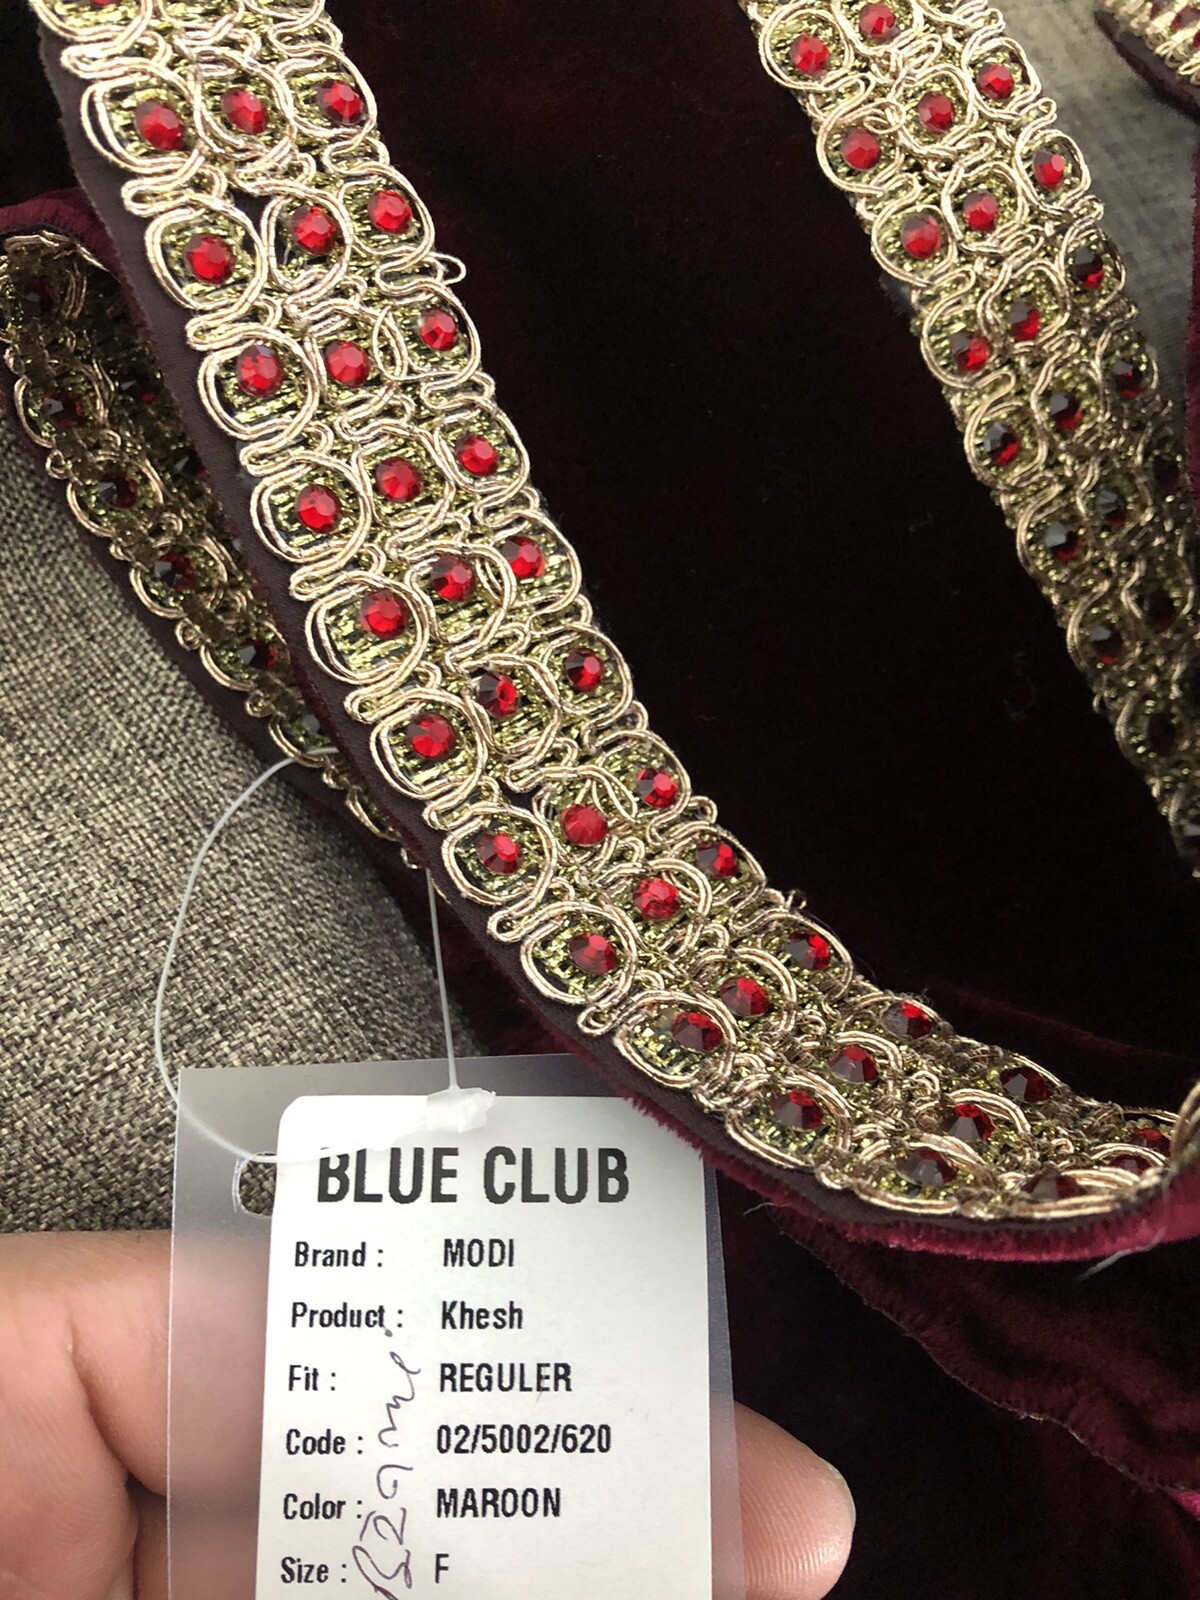 BLUE CLUB
Brand : MODI
Product : Khesh
Fit : REGULER
Code : 02/5002/620
Color : MAROON
Size : F